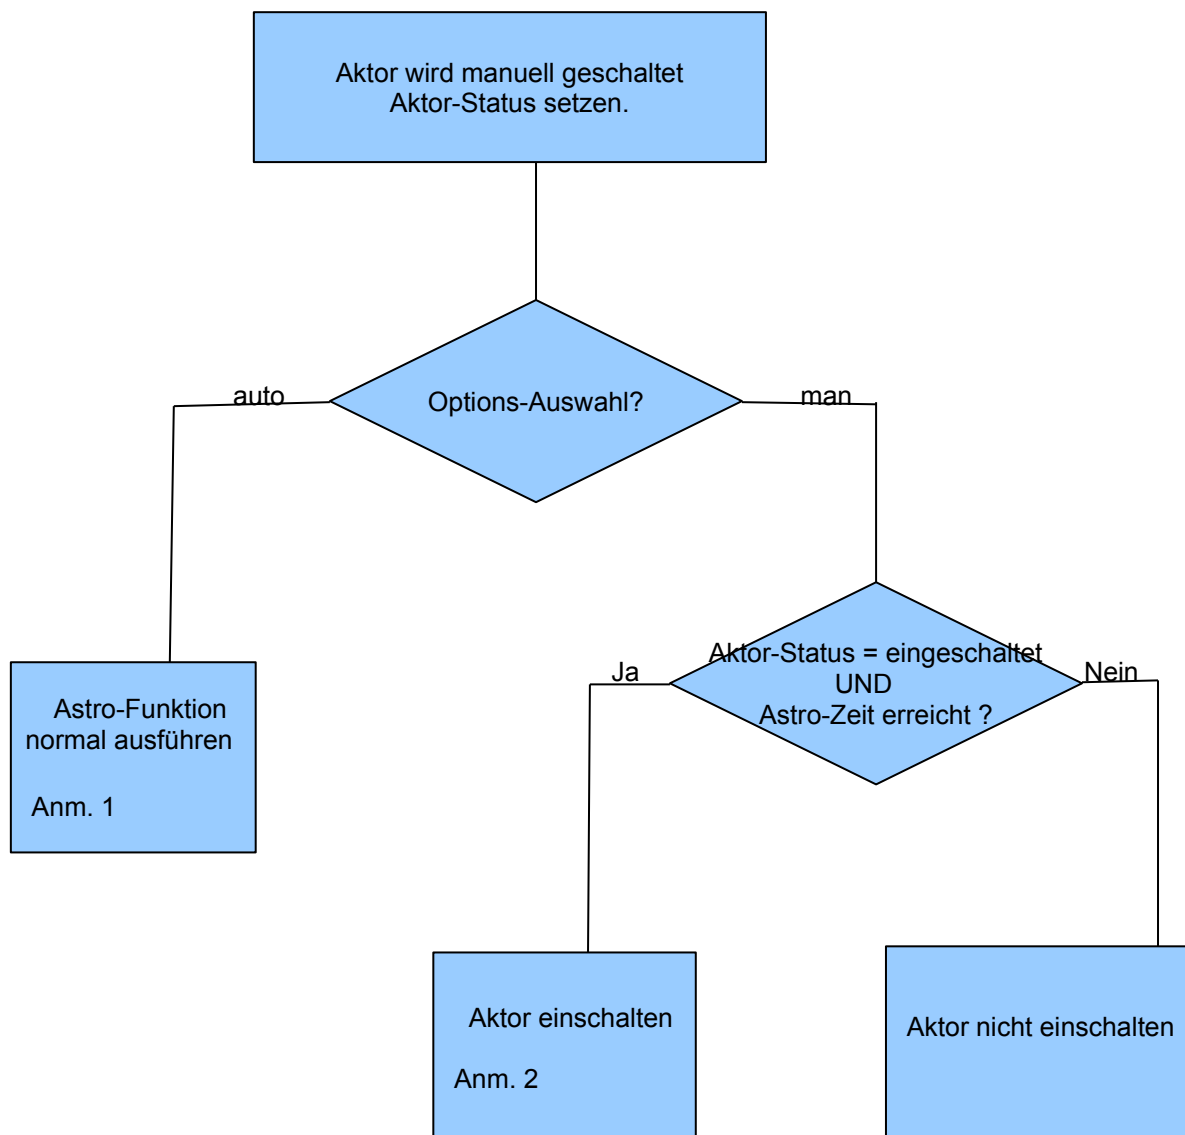 Aktor wird manuell geschaltet
Aktor-Status setzen.
auto
Options-Auswahl?
man
Aktor-Status = eingeschaltet
UND
Astro-Zeit erreicht ?
Ja
Nein
Astro-Funktion
normal ausführen
Anm. 1
Aktor einschalten
Anm. 2
Aktor nicht einschalten